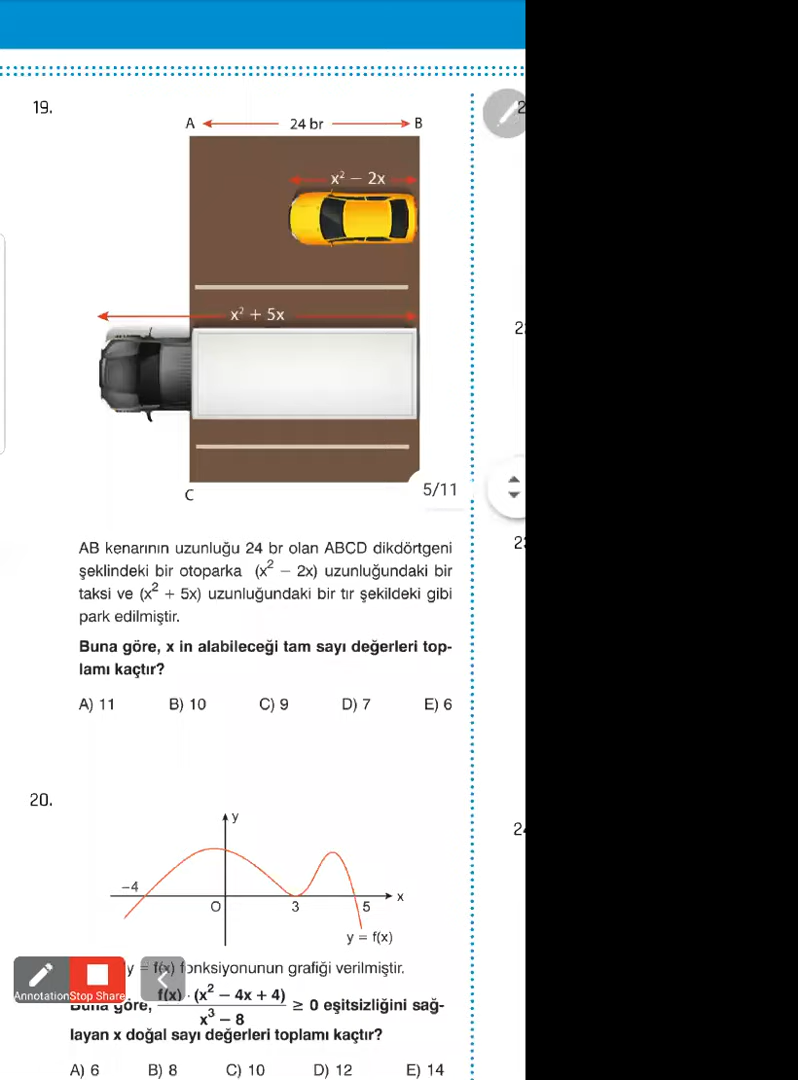 19.
A
24 br
B
x² − 2x
x² + 5x
C
5/11
AB kenarının uzunluğu 24 br olan ABCD dikdörtgeni
şeklindeki bir otoparka (x² − 2x) uzunluğundaki bir
taksi ve (x² + 5x) uzunluğundaki bir tır şekildeki gibi
park edilmiştir.
Buna göre, x in alabileceği tam sayı değerleri top-
lamı kaçtır?
A) 11 B) 10 C) 9 D) 7 E) 6
20.
y
−4
O
3
5
x
y = f(x)
y = f(x) fonksiyonunun grafiği verilmiştir.
Annotation Stop Share
Buna göre, f(x) · (x² − 4x + 4) / x³ − 8 ≥ 0 eşitsizliğini sağ-
layan x doğal sayı değerleri toplamı kaçtır?
A) 6 B) 8 C) 10 D) 12 E) 14